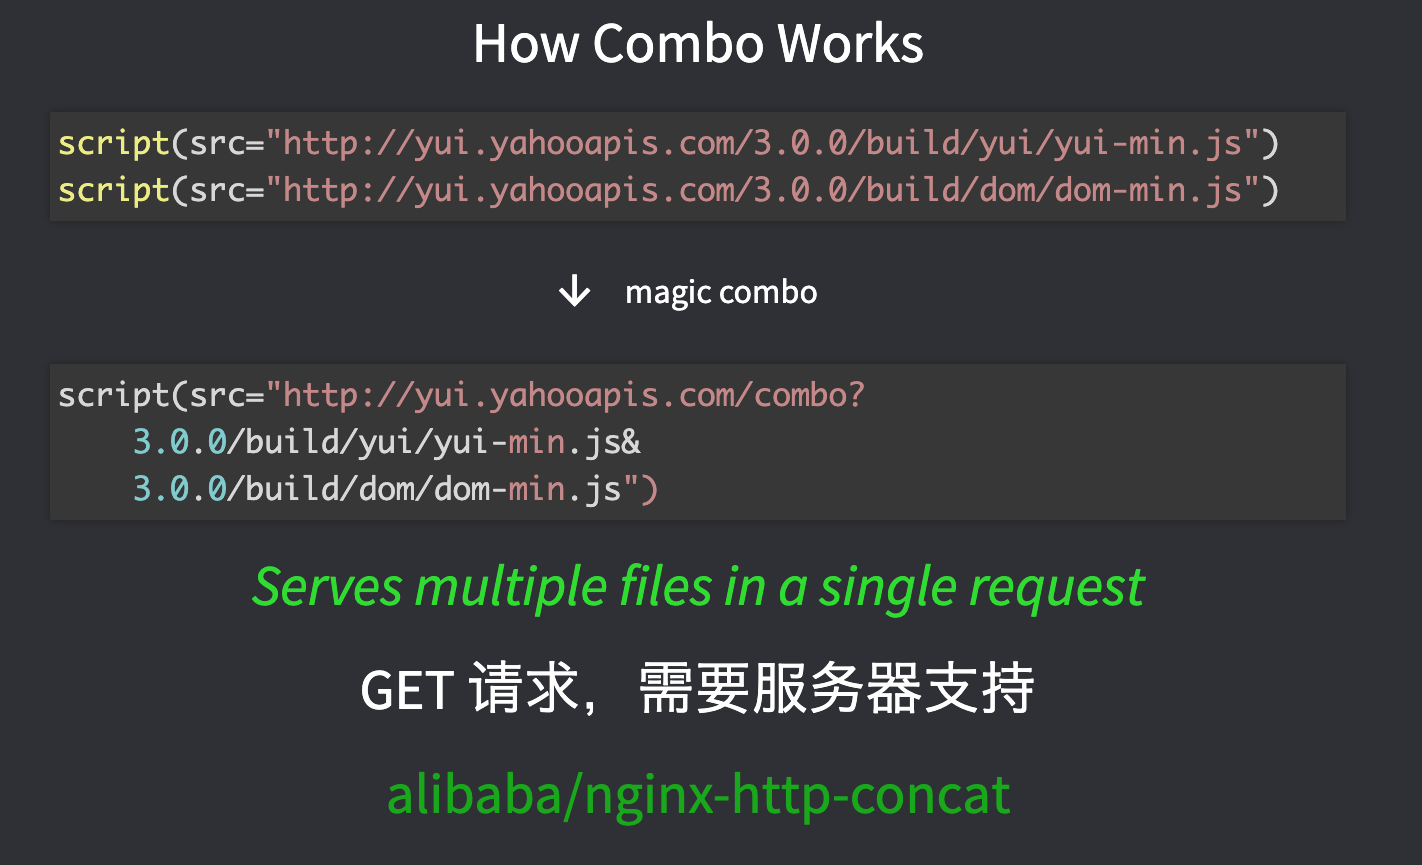 How Combo Works
script(src="http://yui.yahooapis.com/3.0.0/build/yui/yui-min.js")
script(src="http://yui.yahooapis.com/3.0.0/build/dom/dom-min.js")
↓ magic combo
script(src="http://yui.yahooapis.com/combo?
3.0.0/build/yui/yui-min.js&
3.0.0/build/dom/dom-min.js")
Serves multiple files in a single request
GET 请求，需要服务器支持
alibaba/nginx-http-concat